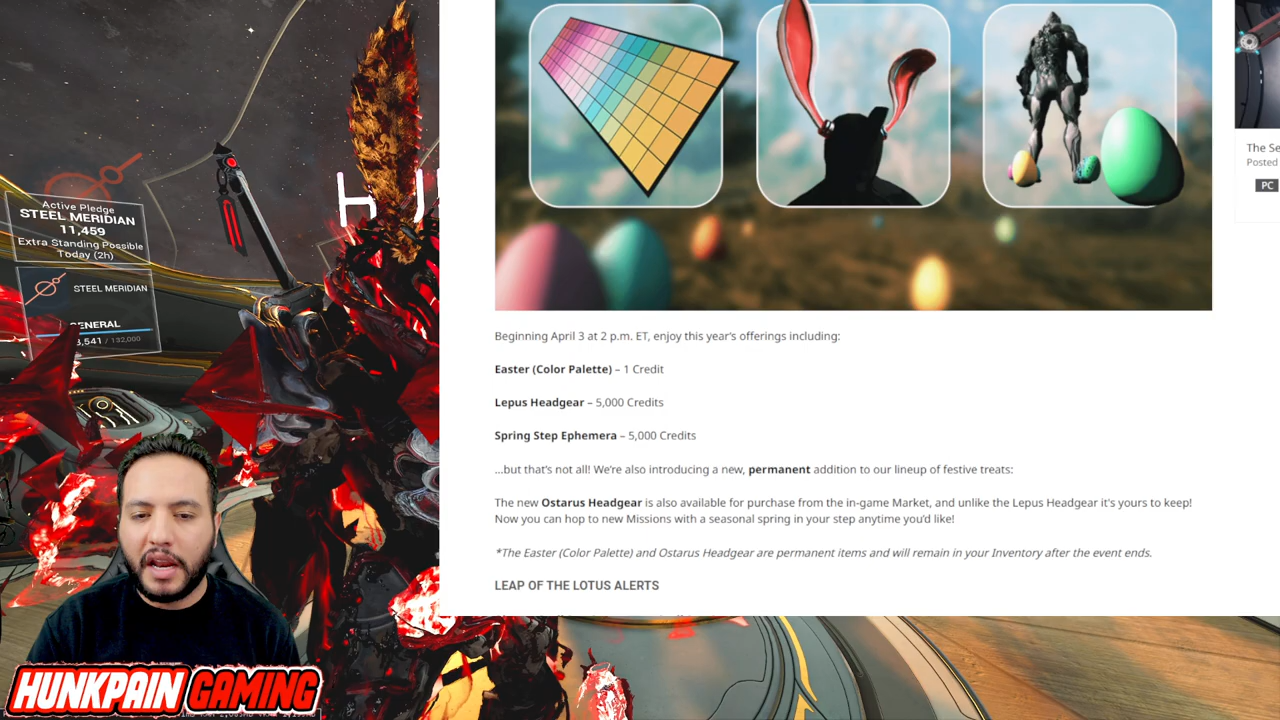 Active Pledge
STEEL MERIDIAN
11,459
Extra Standing Possible
Today (2h)
STEEL MERIDIAN
GENERAL
,541 / 132,000
H
HUNKPAIN GAMING
Beginning April 3 at 2 p.m. ET, enjoy this year's offerings including:
Easter (Color Palette) – 1 Credit
Lepus Headgear – 5,000 Credits
Spring Step Ephemera – 5,000 Credits
...but that's not all! We're also introducing a new, permanent addition to our lineup of festive treats:
The new Ostarus Headgear is also available for purchase from the in-game Market, and unlike the Lepus Headgear it's yours to keep!
Now you can hop to new Missions with a seasonal spring in your step anytime you'd like!
*The Easter (Color Palette) and Ostarus Headgear are permanent items and will remain in your Inventory after the event ends.
LEAP OF THE LOTUS ALERTS
The Se
Posted
PC